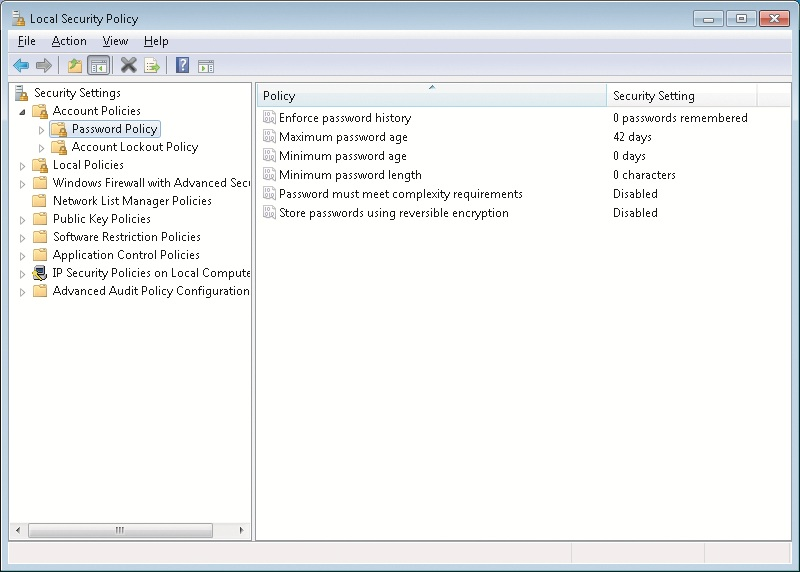 Local Security Policy
File Action View Help
Security Settings
Account Policies
Password Policy
Account Lockout Policy
Local Policies
Windows Firewall with Advanced Secu
Network List Manager Policies
Public Key Policies
Software Restriction Policies
Application Control Policies
IP Security Policies on Local Compute
Advanced Audit Policy Configuration
Policy Security Setting
Enforce password history 0 passwords remembered
Maximum password age 42 days
Minimum password age 0 days
Minimum password length 0 characters
Password must meet complexity requirements Disabled
Store passwords using reversible encryption Disabled